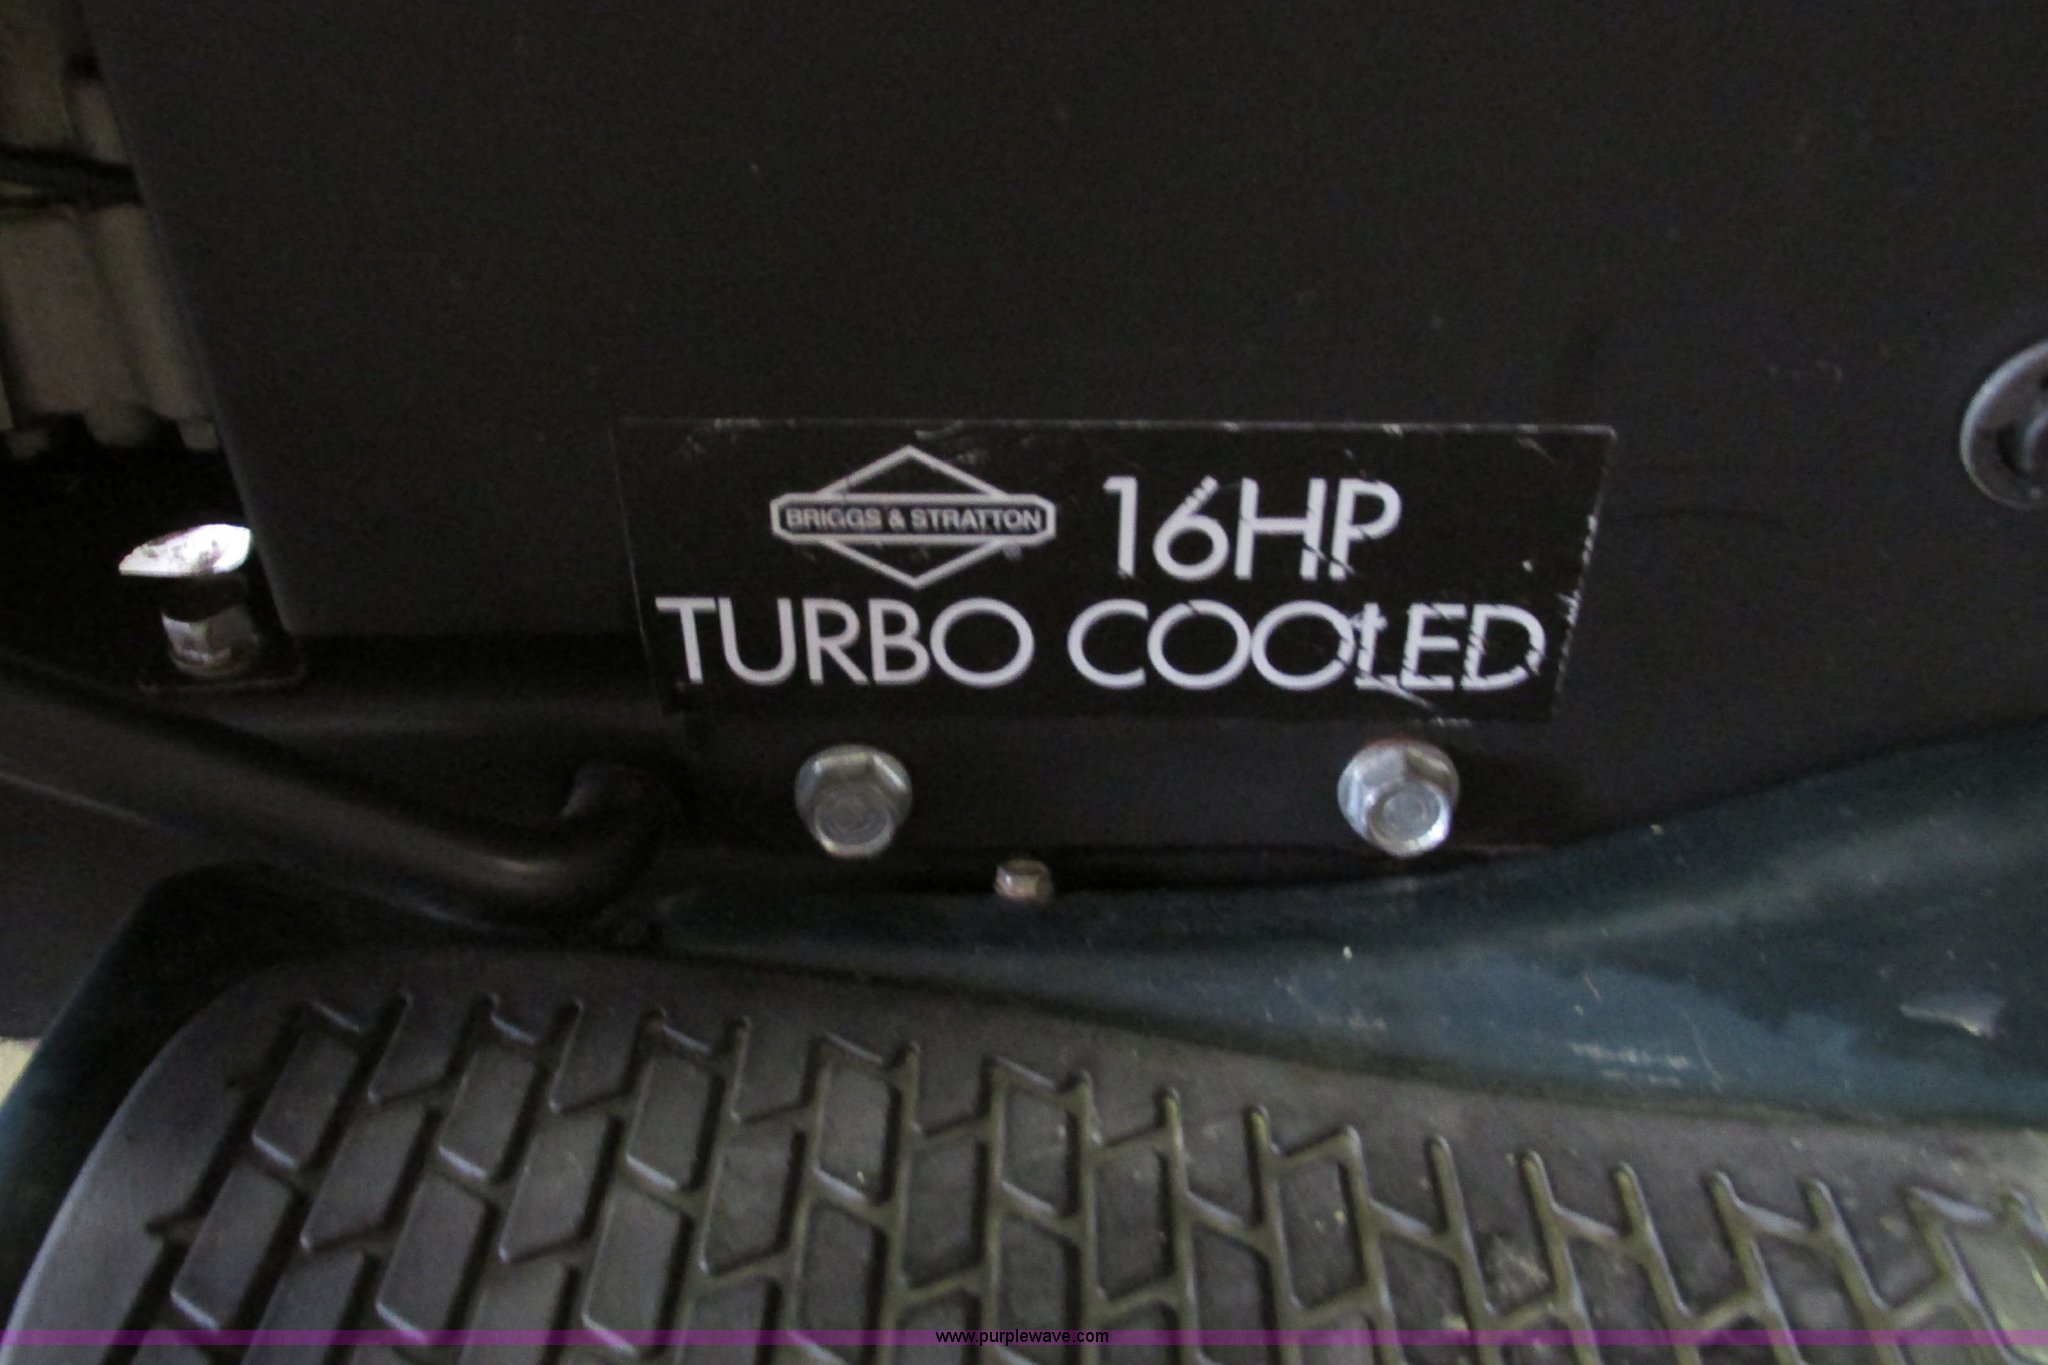 BRIGGS & STRATTON
16HP
TURBO COOLED
www.purplewave.com